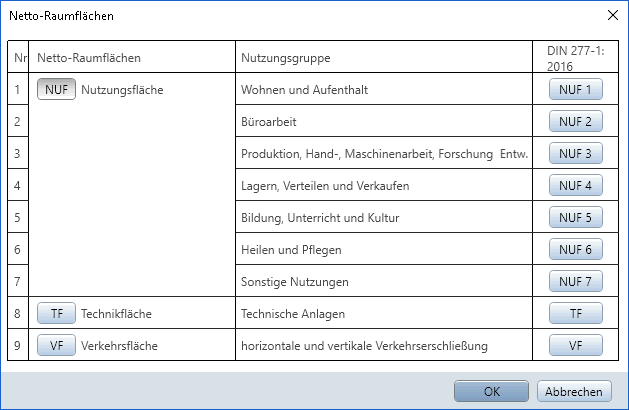 Netto-Raumflächen
Nr Netto-Raumflächen Nutzungsgruppe DIN 277-1:
2016
1 NUF Nutzungsfläche Wohnen und Aufenthalt NUF 1
2 Büroarbeit NUF 2
3 Produktion, Hand-, Maschinenarbeit, Forschung Entw. NUF 3
4 Lagern, Verteilen und Verkaufen NUF 4
5 Bildung, Unterricht und Kultur NUF 5
6 Heilen und Pflegen NUF 6
7 Sonstige Nutzungen NUF 7
8 TF Technikfläche Technische Anlagen TF
9 VF Verkehrsfläche horizontale und vertikale Verkehrserschließung VF
OK Abbrechen